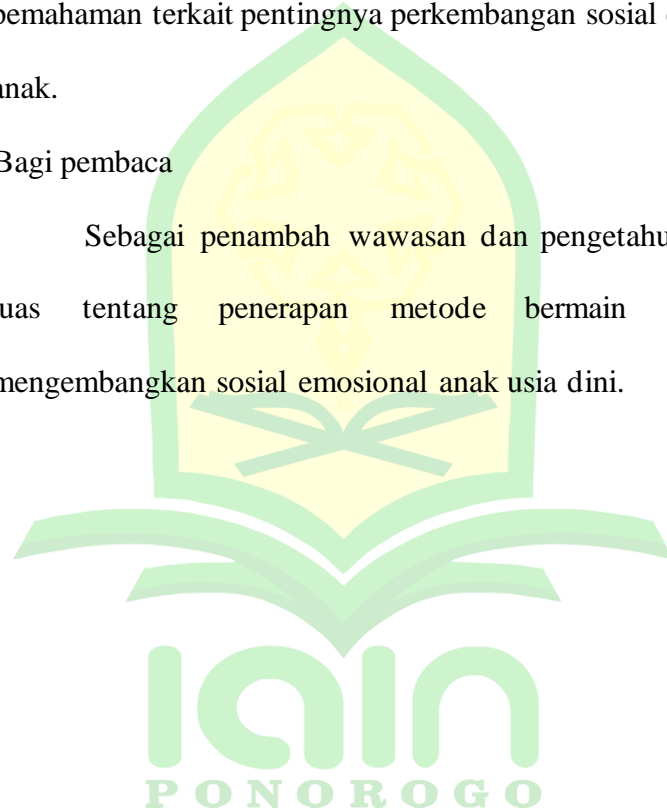 pemahaman terkait pentingnya perkembangan sosial
anak.
Bagi pembaca
Sebagai penambah wawasan dan pengetahu
uas tentang penerapan metode bermain
mengembangkan sosial emosional anak usia dini.
iain
PONOROGO